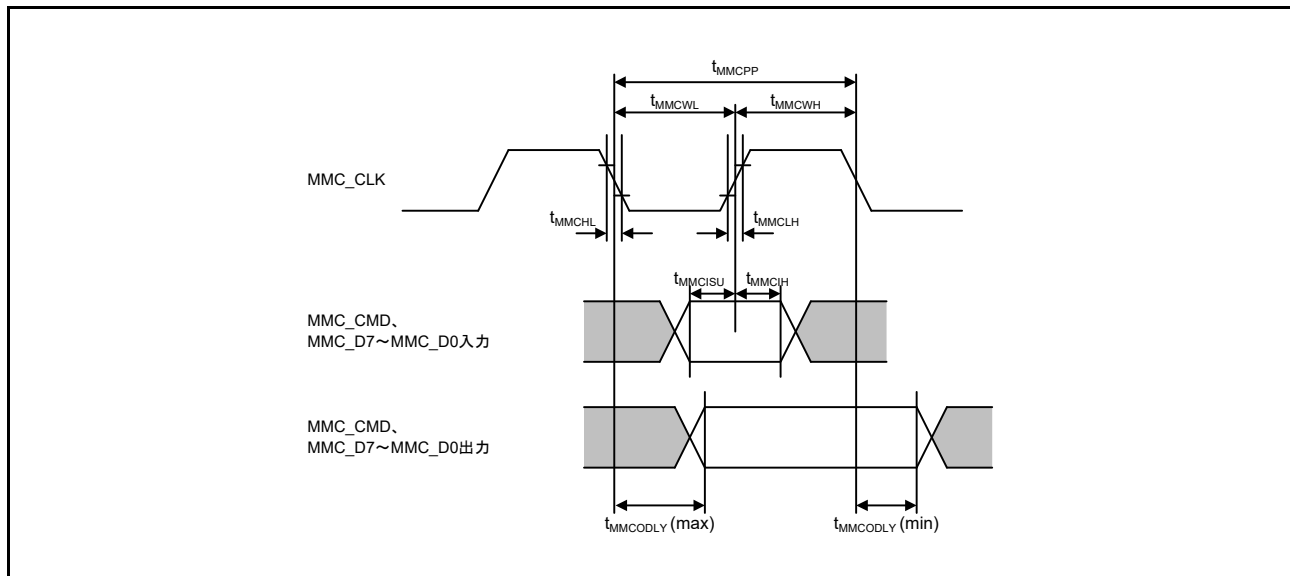 tMMCPP
tMMCWL
tMMCWH
MMC_CLK
tMMCHL
tMMCLH
tMMCISU
tMMCIH
MMC_CMD、
MMC_D7～MMC_D0入力
MMC_CMD、
MMC_D7～MMC_D0出力
tMMCODLY (max)
tMMCODLY (min)